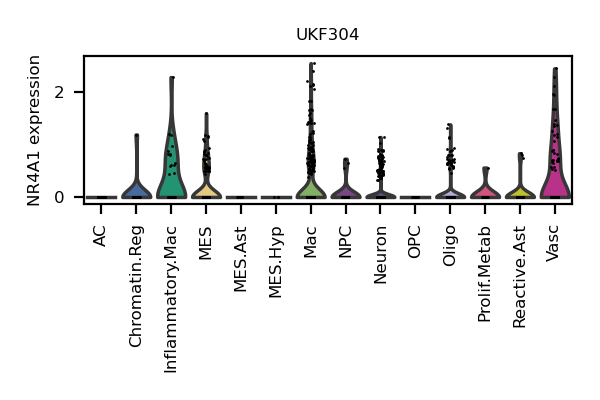 UKF304
NR4A1 expression
2
0
AC
Chromatin.Reg
Inflammatory.Mac
MES
MES.Ast
MES.Hyp
Mac
NPC
Neuron
OPC
Oligo
Prolif.Metab
Reactive.Ast
Vasc